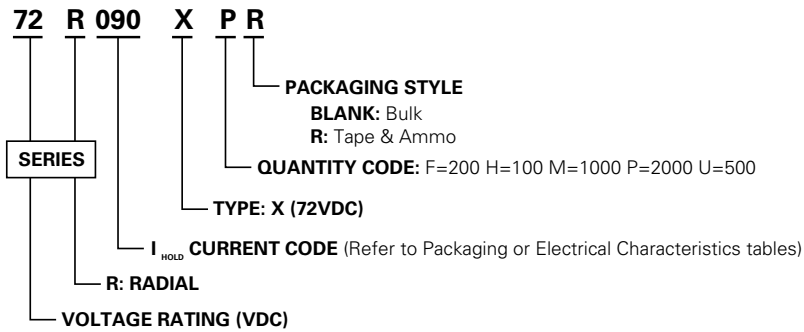 72 R 090 X P R
PACKAGING STYLE
BLANK: Bulk
R: Tape & Ammo
SERIES
QUANTITY CODE: F=200 H=100 M=1000 P=2000 U=500
TYPE: X (72VDC)
I HOLD CURRENT CODE (Refer to Packaging or Electrical Characteristics tables)
R: RADIAL
VOLTAGE RATING (VDC)